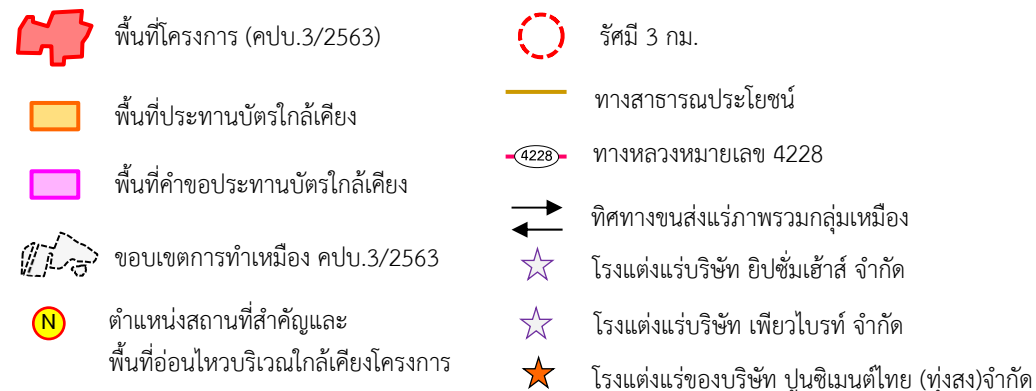 พื้นที่โครงการ (คปบ.3/2563)
พื้นที่ประทานบัตรใกล้เคียง
พื้นที่คำขอประทานบัตรใกล้เคียง
ขอบเขตการทำเหมือง คปบ.3/2563
N
ตำแหน่งสถานที่สำคัญและ
พื้นที่อ่อนไหวบริเวณใกล้เคียงโครงการ
รัศมี 3 กม.
ทางสาธารณประโยชน์
4228
ทางหลวงหมายเลข 4228
ทิศทางขนส่งแร่ภาพรวมกลุ่มเหมือง
โรงแต่งแร่บริษัท ยิปซั่มเฮ้าส์ จำกัด
โรงแต่งแร่บริษัท เพียวไบรท์ จำกัด
โรงแต่งแร่ของบริษัท ปูนซิเมนต์ไทย (ทุ่งสง)จำกัด